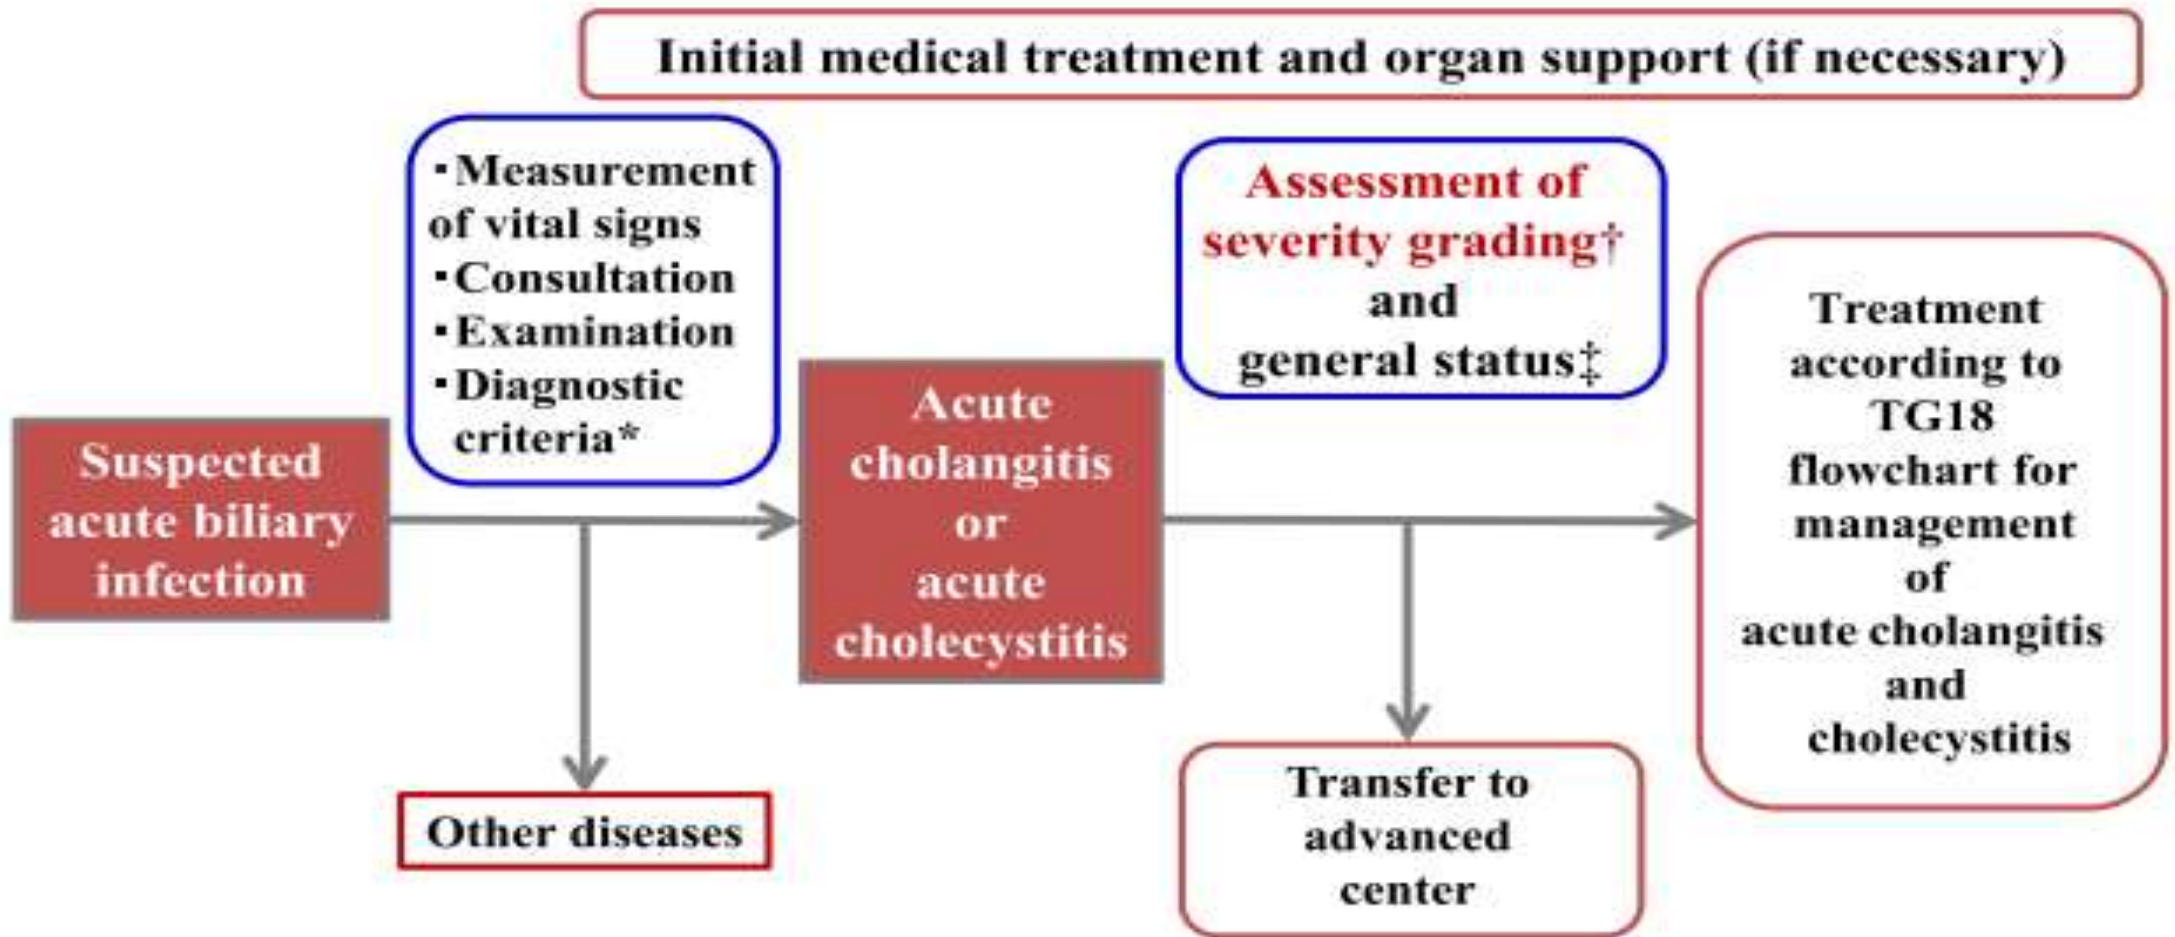 Initial medical treatment and organ support (if necessary)
・Measurement
of vital signs
・Consultation
・Examination
・Diagnostic
criteria*
Suspected
acute biliary
infection
Other diseases
Acute
cholangitis
or
acute
cholecystitis
Assessment of
severity grading†
and
general status‡
Transfer to
advanced
center
Treatment
according to
TG18
flowchart for
management
of
acute cholangitis
and
cholecystitis